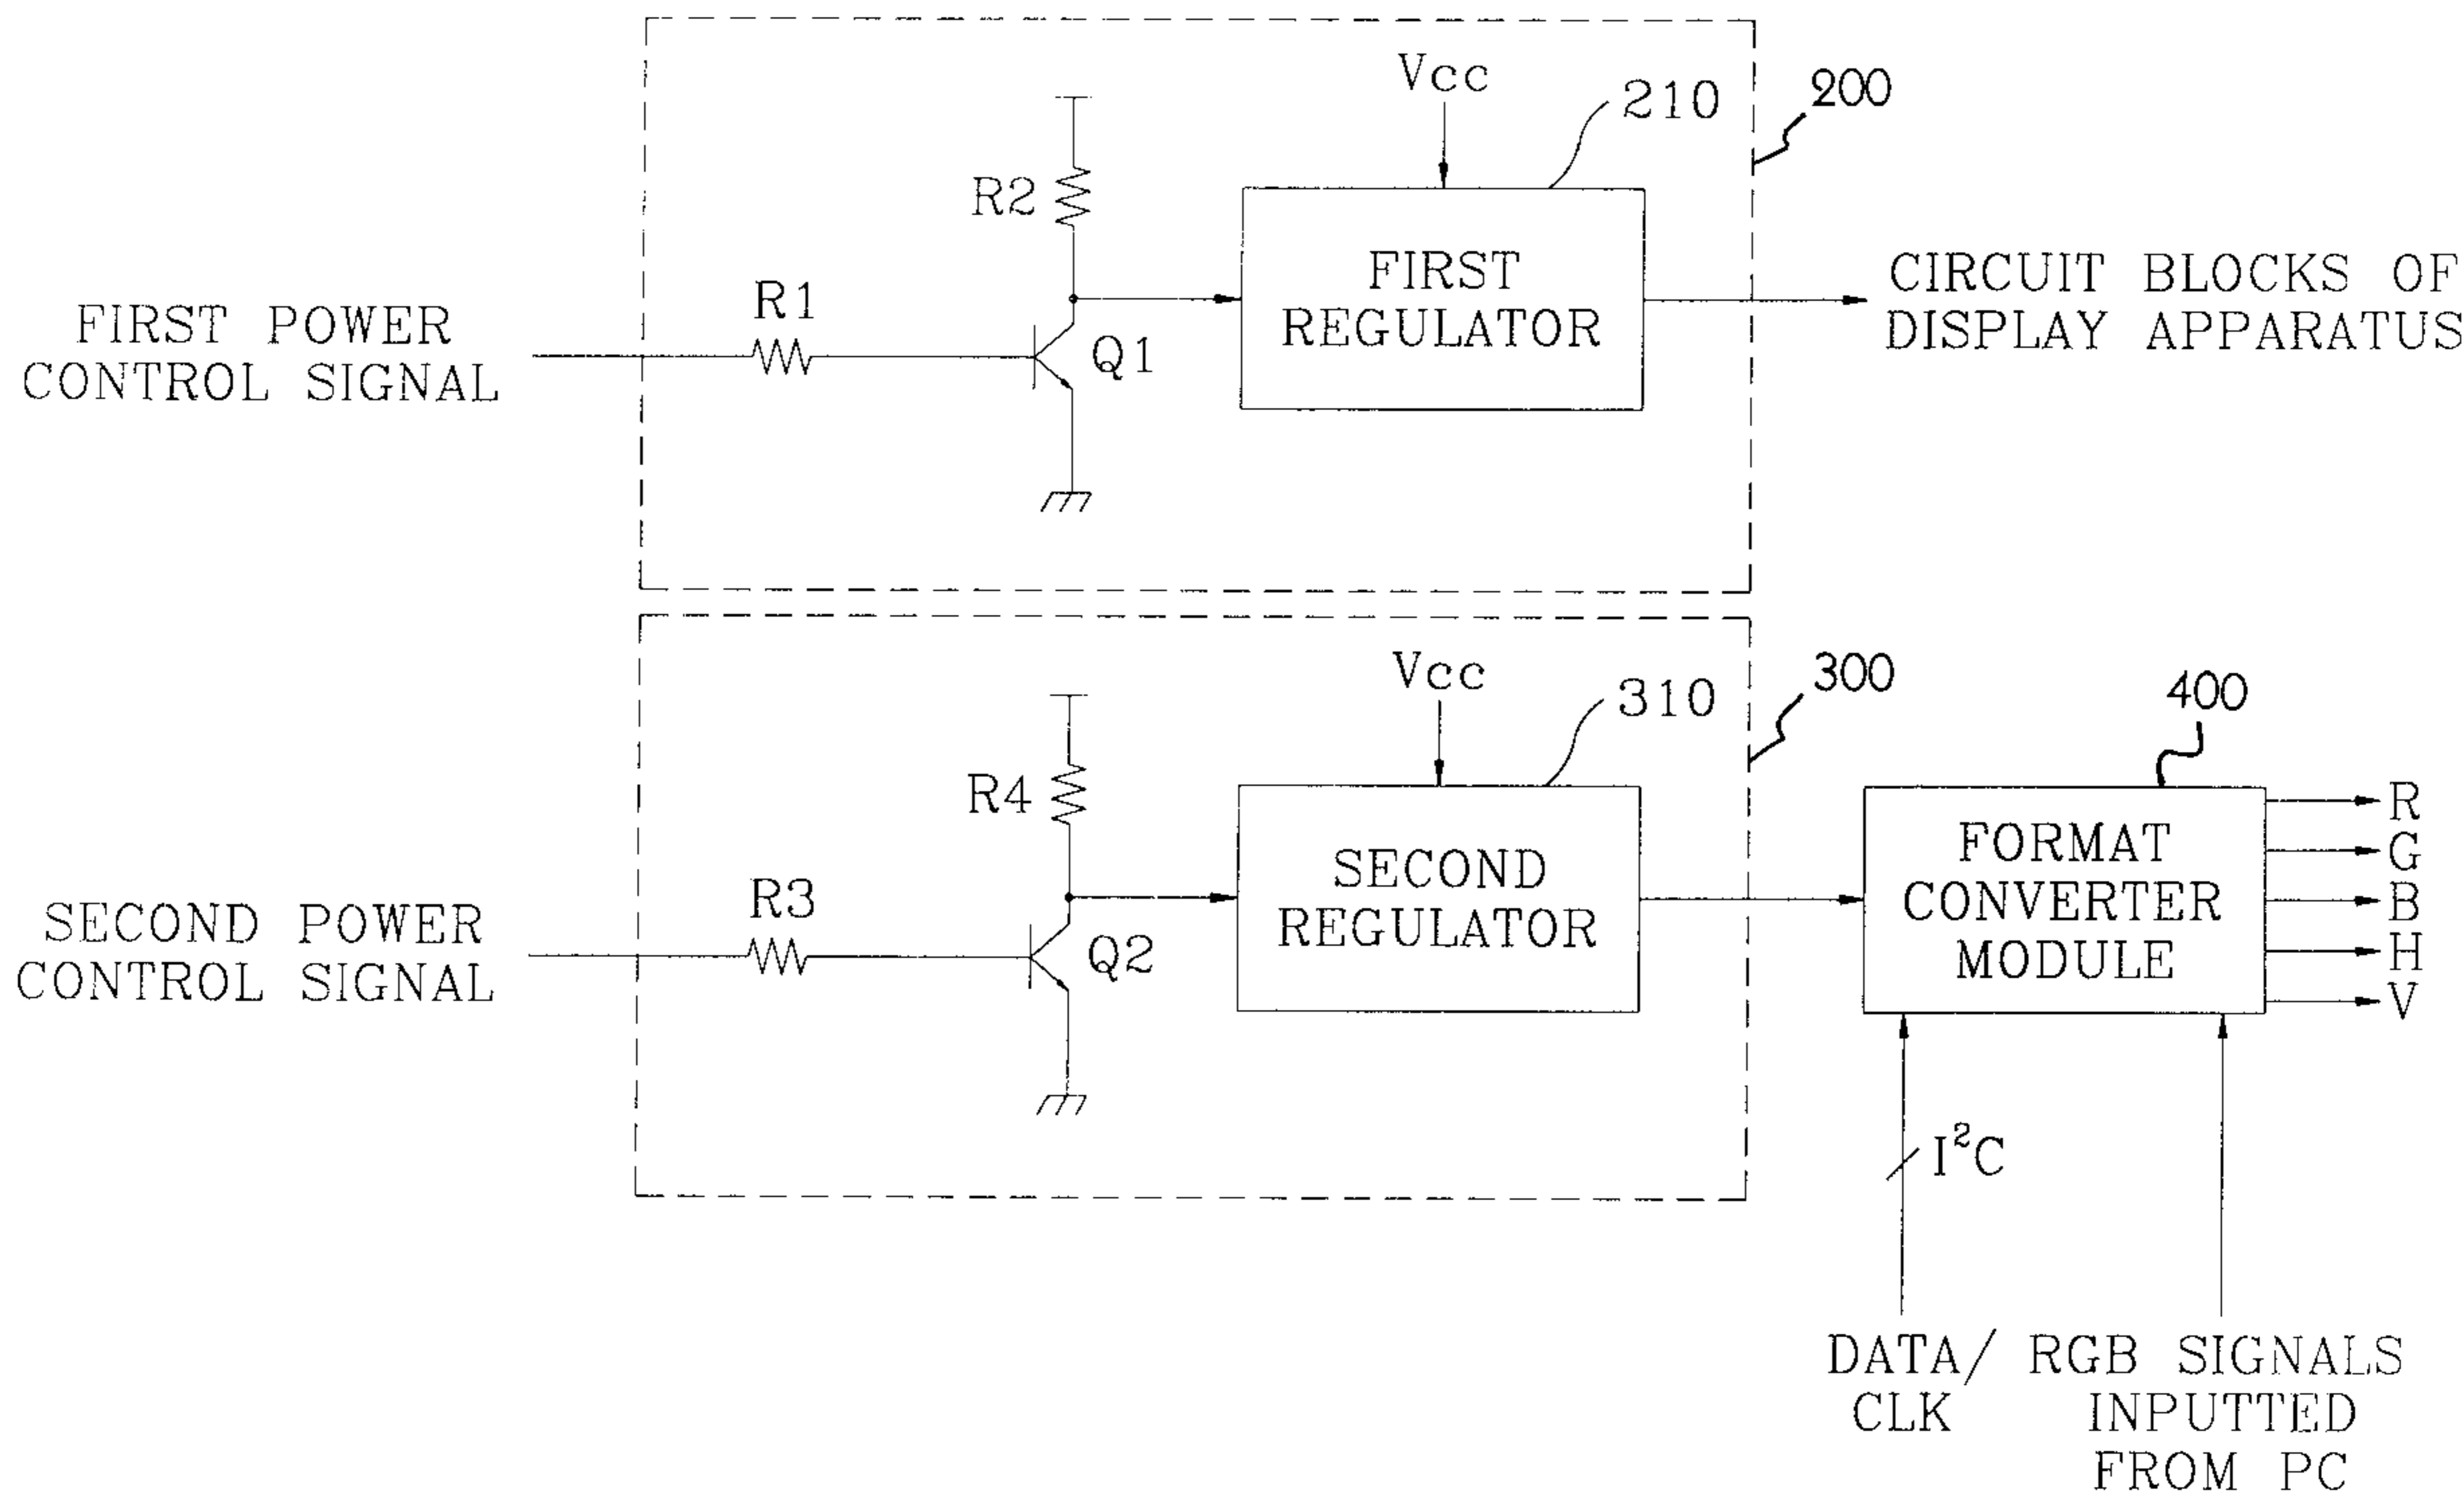 Vcc
210
200
R2
FIRST
REGULATOR
CIRCUIT BLOCKS OF
DISPLAY APPARATUS
R1
FIRST POWER
CONTROL SIGNAL
Q1
Vcc
310
300
400
R4
SECOND
REGULATOR
FORMAT
CONVERTER
MODULE
R
G
B
H
V
R3
SECOND POWER
CONTROL SIGNAL
Q2
I²C
DATA/
CLK
RGB SIGNALS
INPUTTED
FROM PC